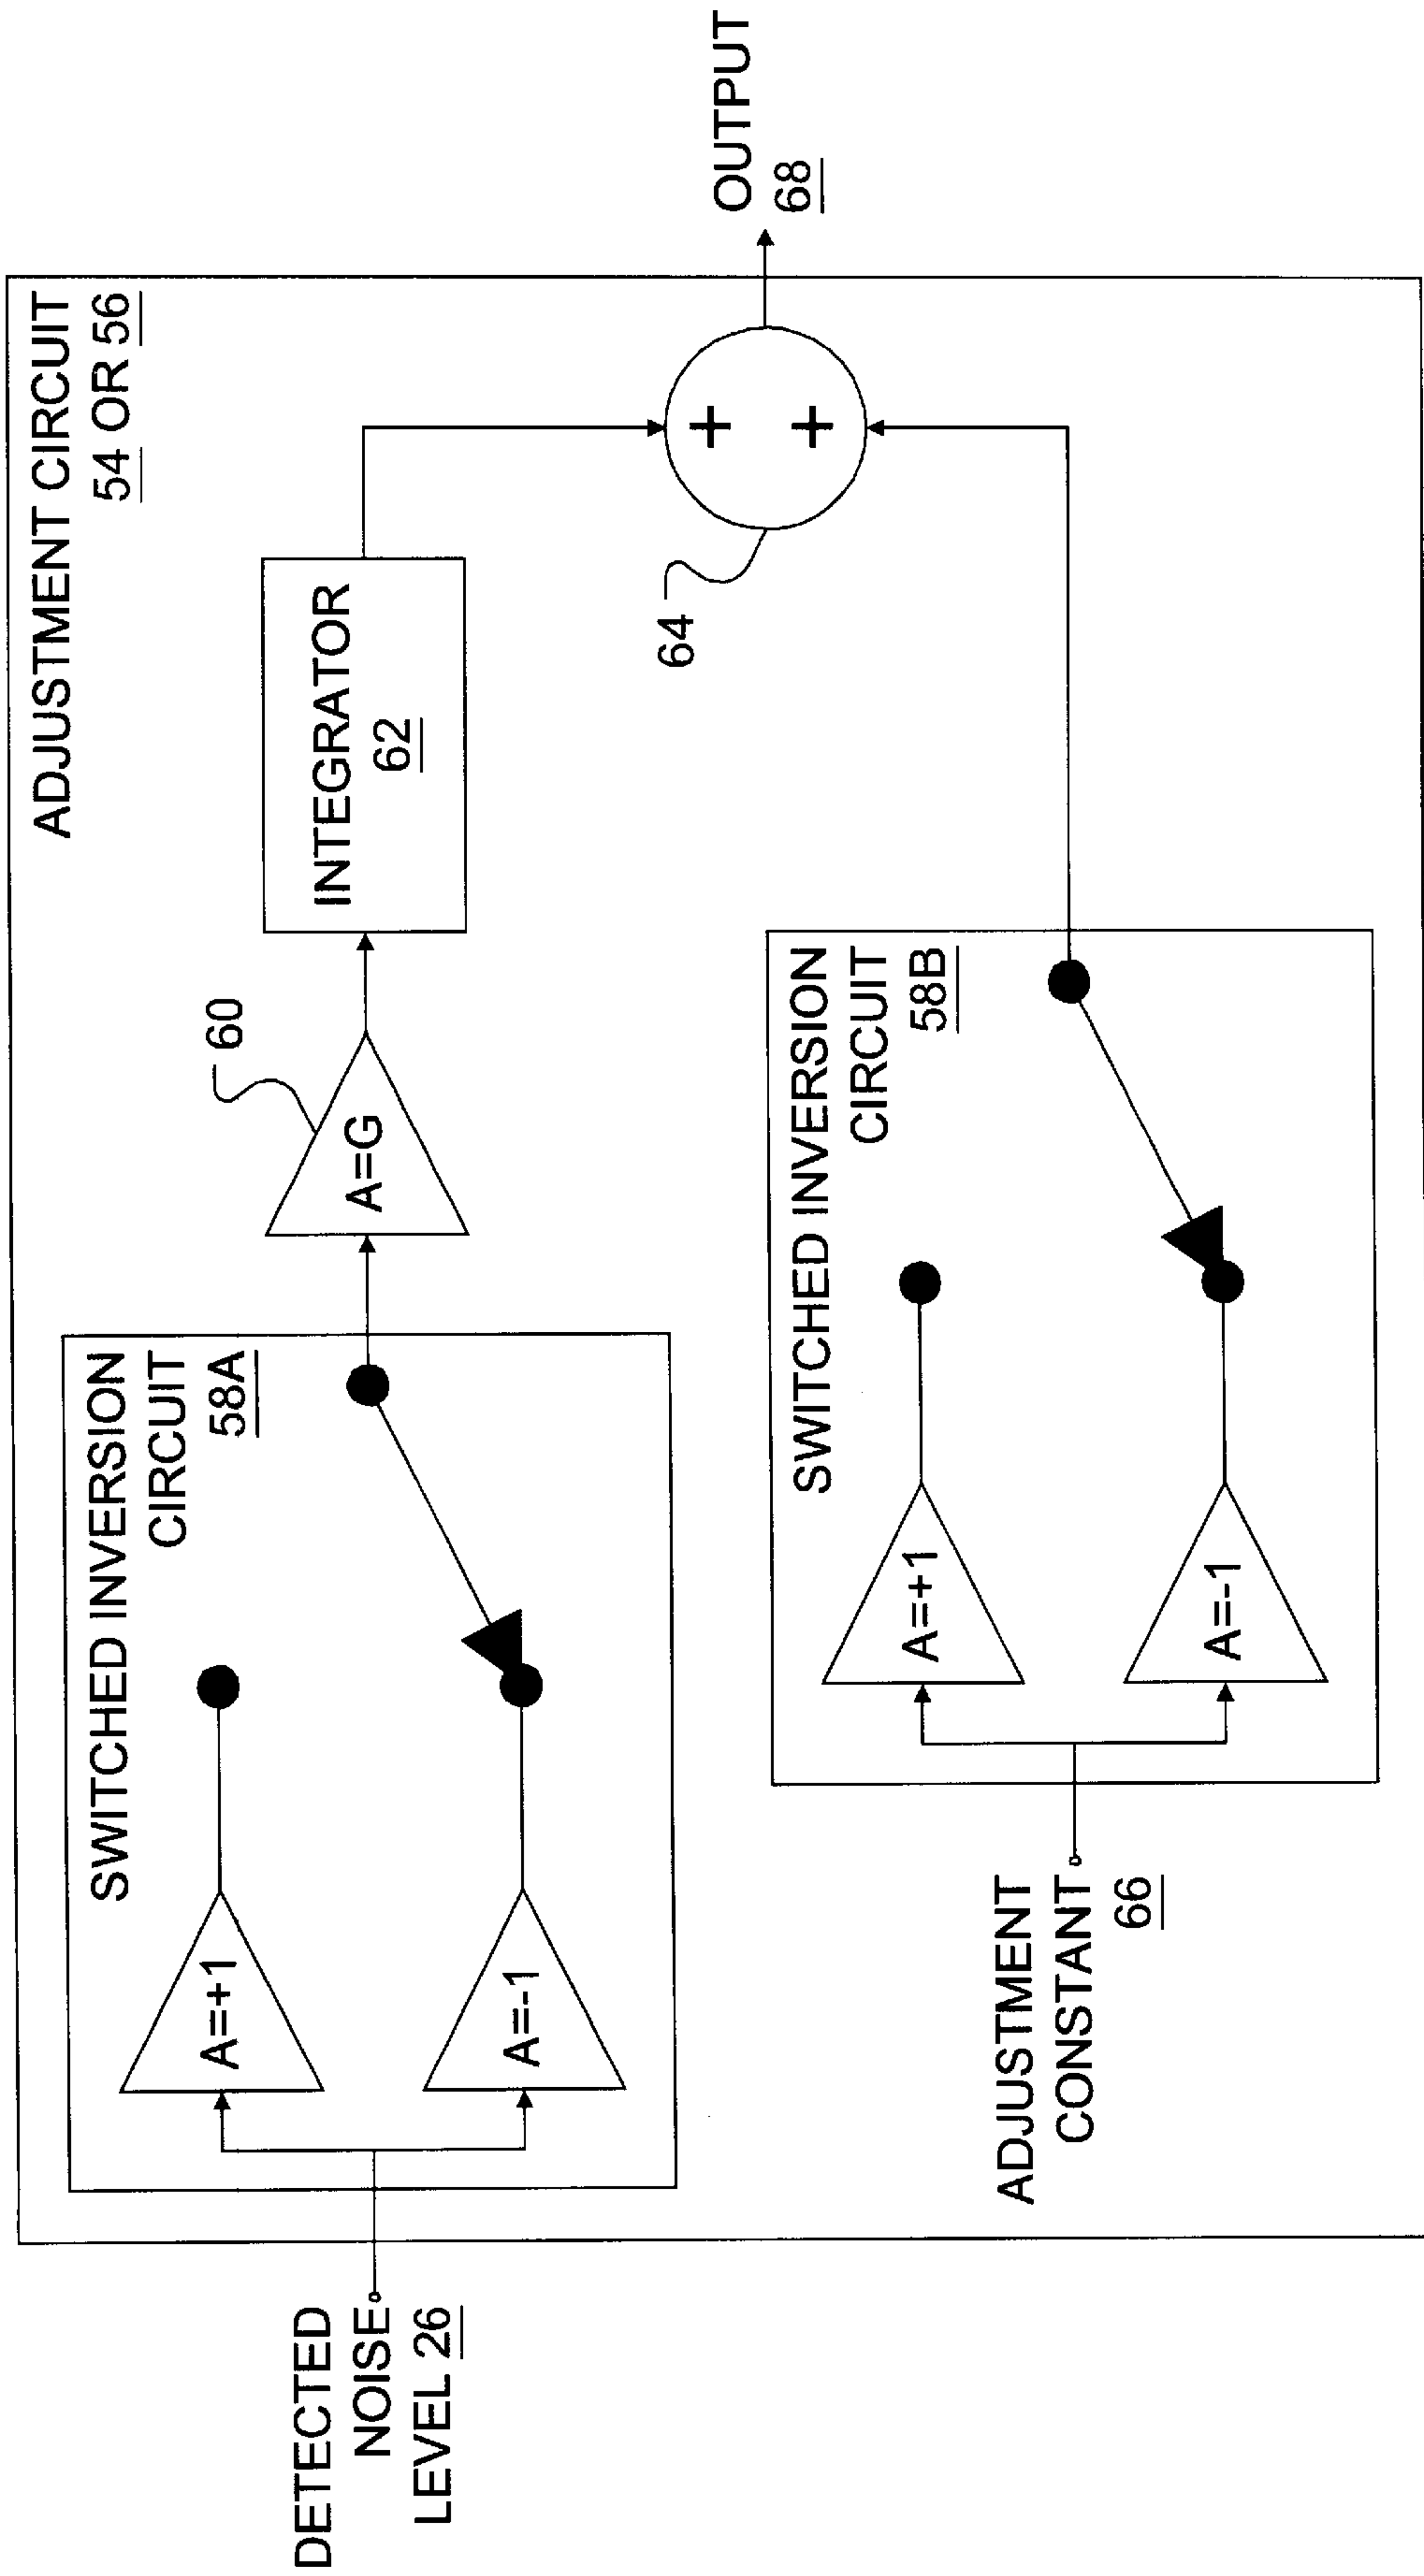 ADJUSTMENT CIRCUIT
54 OR 56
SWITCHED INVERSION
CIRCUIT
58A
A=+1
A=-1
DETECTED
NOISE
LEVEL 26
60
A=G
INTEGRATOR
62
64
+
+
OUTPUT
68
SWITCHED INVERSION
CIRCUIT
58B
A=+1
A=-1
ADJUSTMENT
CONSTANT
66